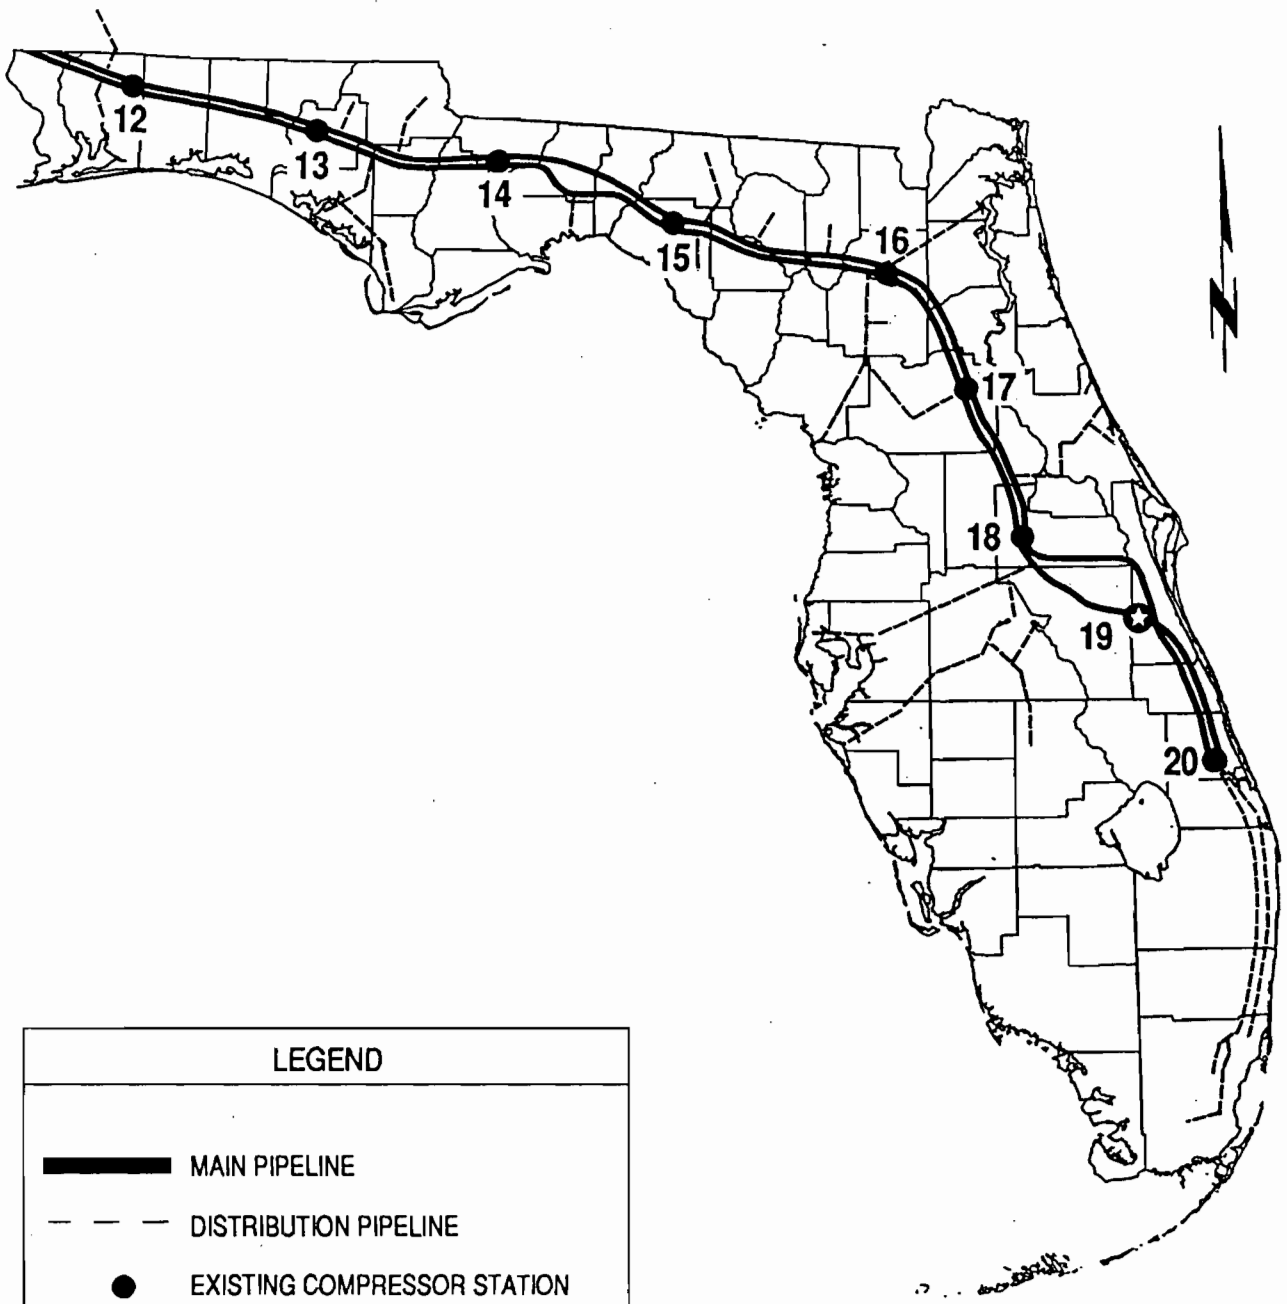 12
13
14
15
16
17
18
19
20
N
LEGEND
MAIN PIPELINE
DISTRIBUTION PIPELINE
EXISTING COMPRESSOR STATION